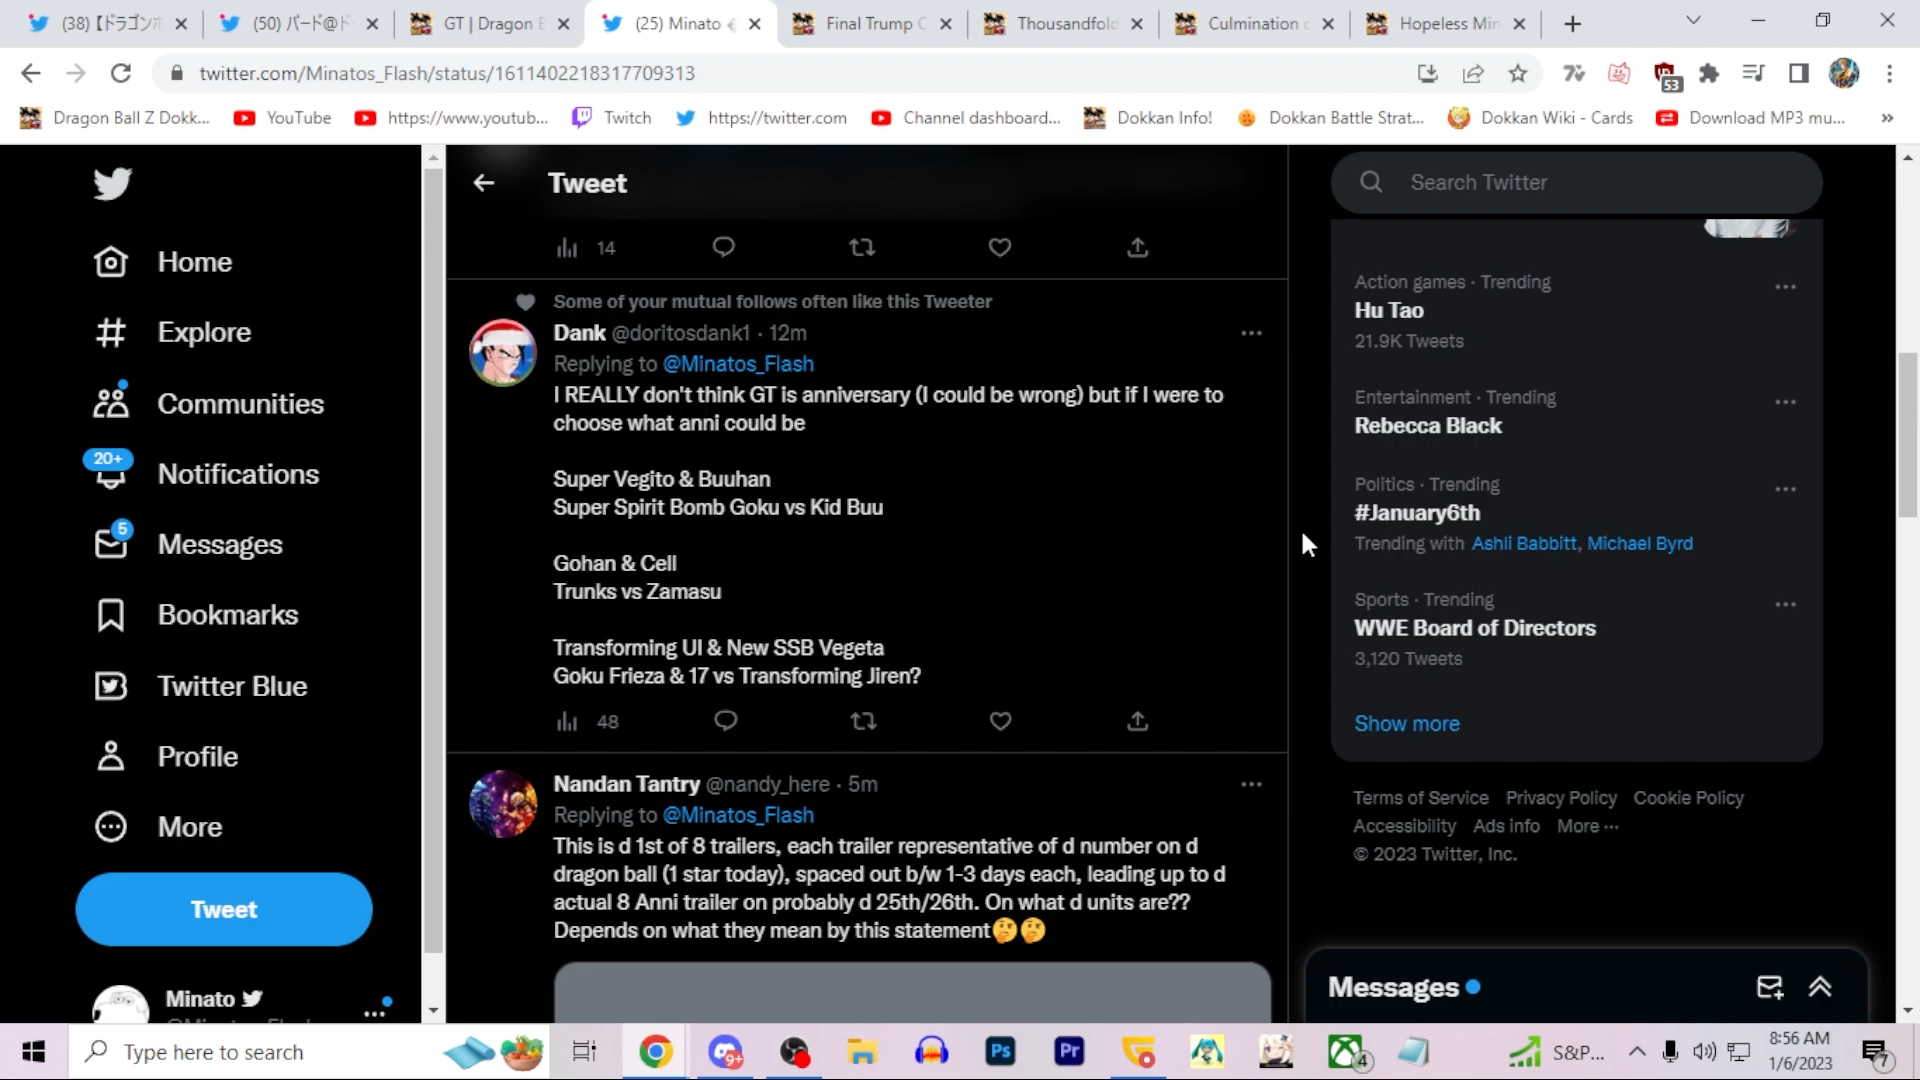 (38)【ドラゴンボ
(50) バード@ド
GT | Dragon B
(25) Minato
Final Trump C
Thousandfold
Culmination o
Hopeless Min
twitter.com/Minatos_Flash/status/1611402218317709313
53
Dragon Ball Z Dokk...
YouTube
https://www.youtub...
Twitch
https://twitter.com
Channel dashboard...
Dokkan Info!
Dokkan Battle Strat...
Dokkan Wiki - Cards
Download MP3 mu...
»
Home
Explore
Communities
20+
Notifications
5
Messages
Bookmarks
Twitter Blue
Profile
More
Tweet
Minato
Tweet
14
Some of your mutual follows often like this Tweeter
Dank @doritosdank1 · 12m
Replying to @Minatos_Flash
I REALLY don't think GT is anniversary (I could be wrong) but if I were to
choose what anni could be
Super Vegito & Buuhan
Super Spirit Bomb Goku vs Kid Buu
Gohan & Cell
Trunks vs Zamasu
Transforming UI & New SSB Vegeta
Goku Frieza & 17 vs Transforming Jiren?
48
Nandan Tantry @nandy_here · 5m
Replying to @Minatos_Flash
This is d 1st of 8 trailers, each trailer representative of d number on d
dragon ball (1 star today), spaced out b/w 1-3 days each, leading up to d
actual 8 Anni trailer on probably d 25th/26th. On what d units are??
Depends on what they mean by this statement🤔🤔
Search Twitter
Action games · Trending
Hu Tao
21.9K Tweets
Entertainment · Trending
Rebecca Black
Politics · Trending
#January6th
Trending with Ashli Babbitt, Michael Byrd
Sports · Trending
WWE Board of Directors
3,120 Tweets
Show more
Terms of Service Privacy Policy Cookie Policy
Accessibility Ads info More ···
© 2023 Twitter, Inc.
Messages
Type here to search
9+
Ps
Pr
4
S&P...
8:56 AM
1/6/2023
7